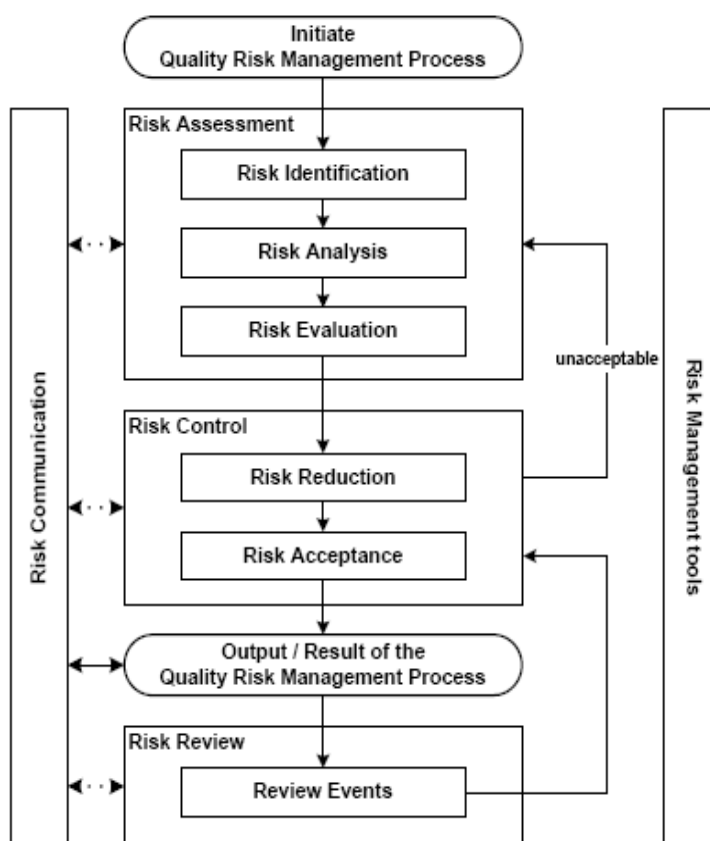 Initiate
Quality Risk Management Process
Risk Assessment
Risk Identification
Risk Analysis
Risk Evaluation
unacceptable
Risk Communication
Risk Management tools
Risk Control
Risk Reduction
Risk Acceptance
Output / Result of the
Quality Risk Management Process
Risk Review
Review Events